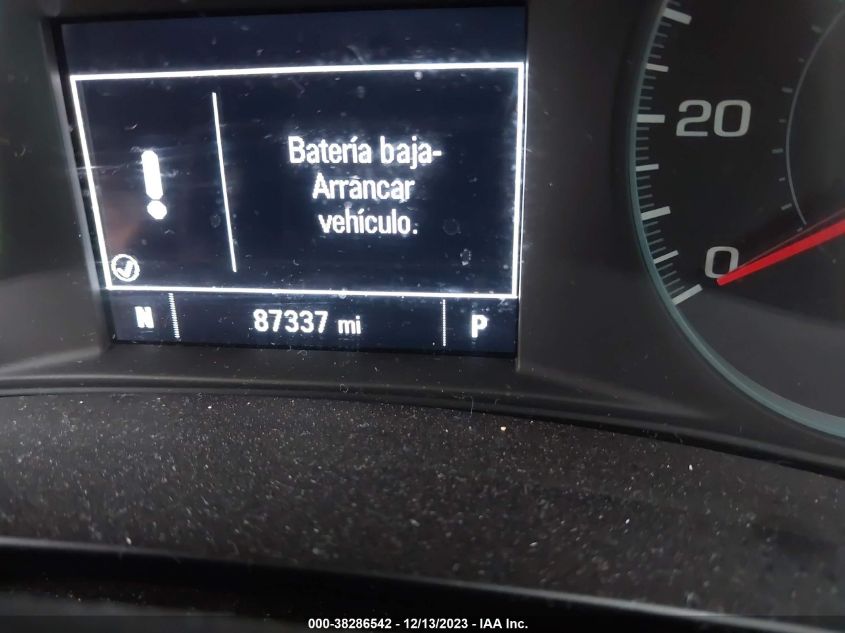 Batería baja-
Arrancar
vehículo.
N 87337 mi P
20
0
000-38286542 - 12/13/2023 - IAA Inc.